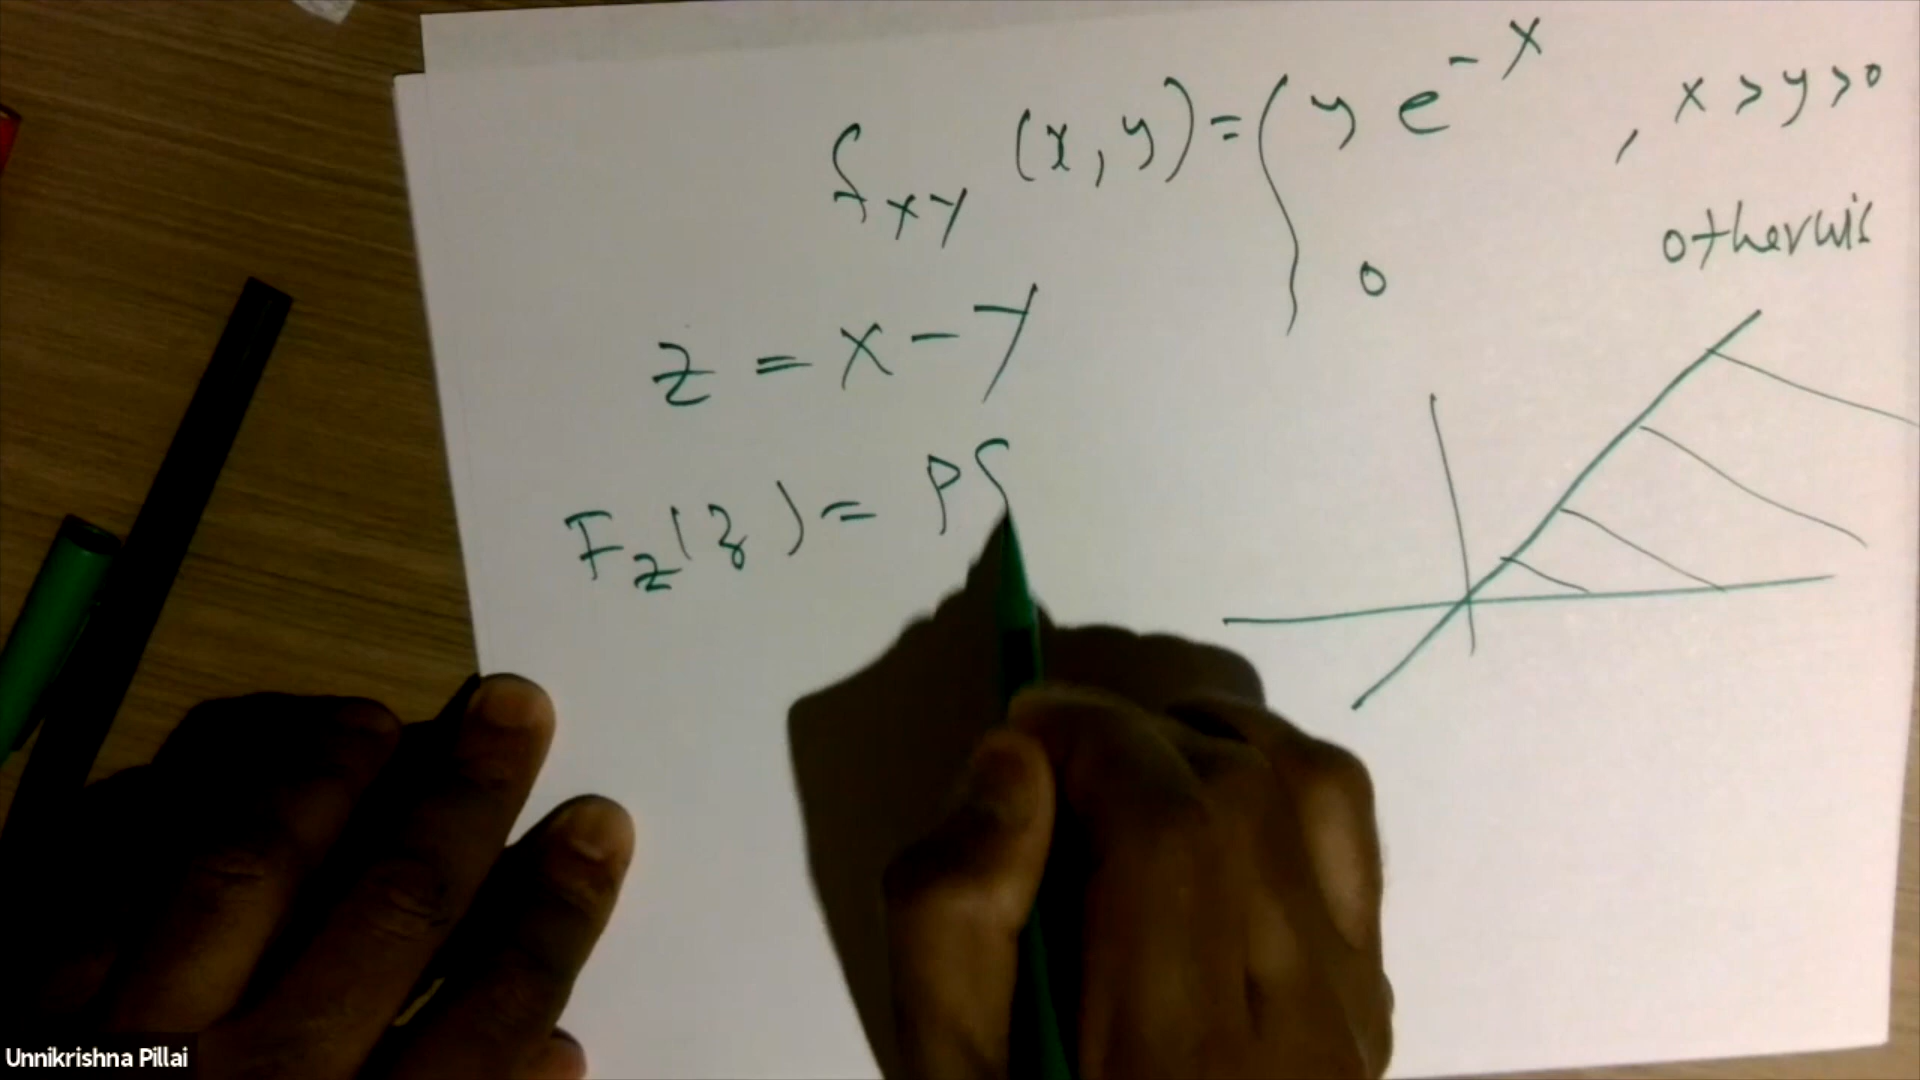 f_XY (x, y) = { y e^-x , x > y > 0
0 otherwis
Z = X - Y
F_Z(z) = P{
Unnikrishna Pillai